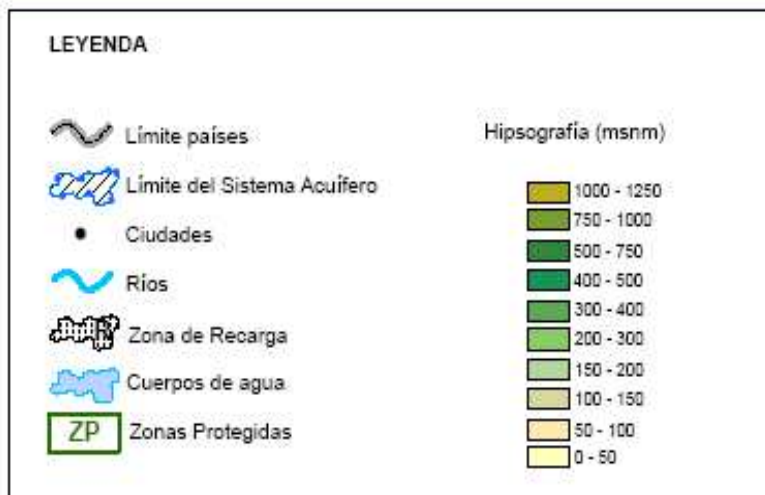 LEYENDA
Límite países
Límite del Sistema Acuífero
Ciudades
Ríos
Zona de Recarga
Cuerpos de agua
ZP Zonas Protegidas
Hipsografía (msnm)
1000 - 1250
750 - 1000
500 - 750
400 - 500
300 - 400
200 - 300
150 - 200
100 - 150
50 - 100
0 - 50